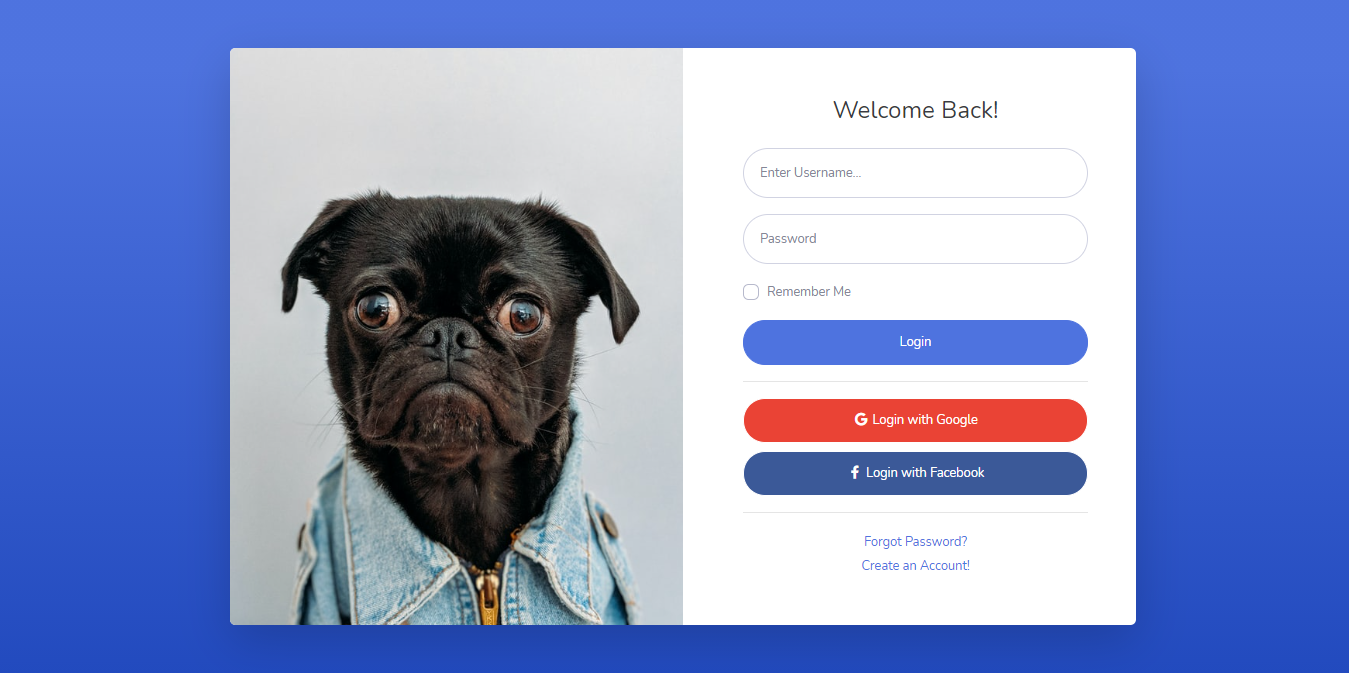 Welcome Back!
Enter Username...
Password
Remember Me
Login
Login with Google
Login with Facebook
Forgot Password?
Create an Account!